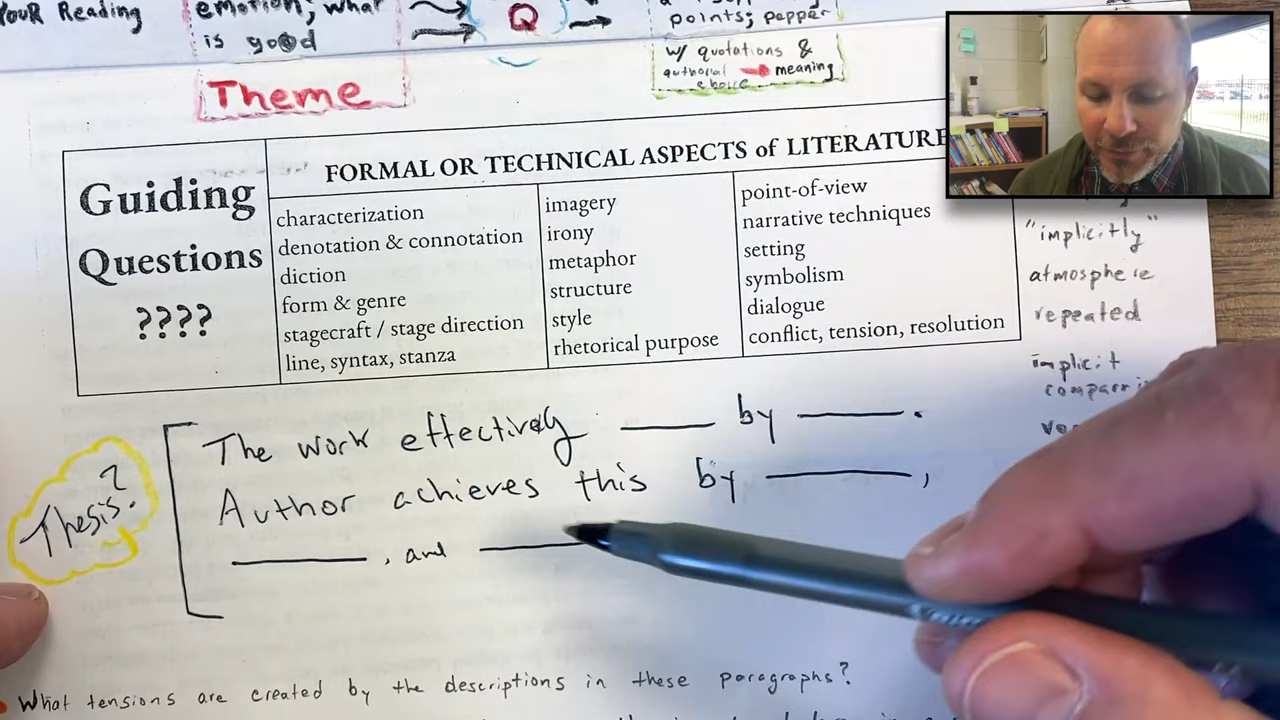 YOUR Reading
emotion; what
is good
Q
points; pepper
w/ quotations &
authorial meaning
choice
Theme
Guiding
Questions
????
FORMAL OR TECHNICAL ASPECTS of LITERATURE
characterization
denotation & connotation
diction
form & genre
stagecraft / stage direction
line, syntax, stanza
imagery
irony
metaphor
structure
style
rhetorical purpose
point-of-view
narrative techniques
setting
symbolism
dialogue
conflict, tension, resolution
"implicitly"
atmosphere
repeated
implicit
Thesis?
The work effectively ____ by ____.
Author achieves this by ____,
____, and ____
What tensions are created by the descriptions in these paragraphs?